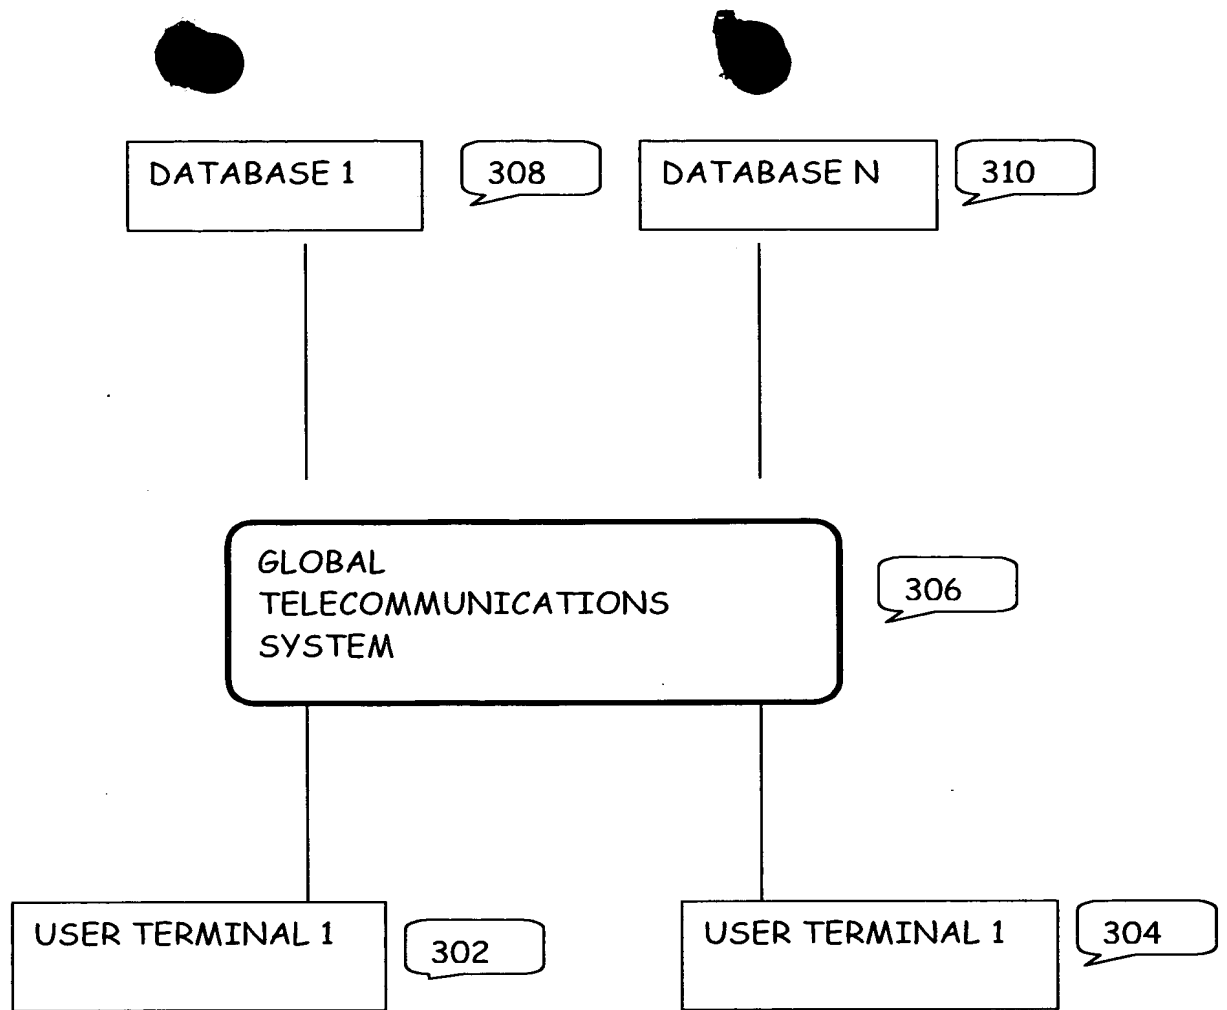 DATABASE 1
308
DATABASE N
310
GLOBAL
TELECOMMUNICATIONS
SYSTEM
306
USER TERMINAL 1
302
USER TERMINAL 1
304